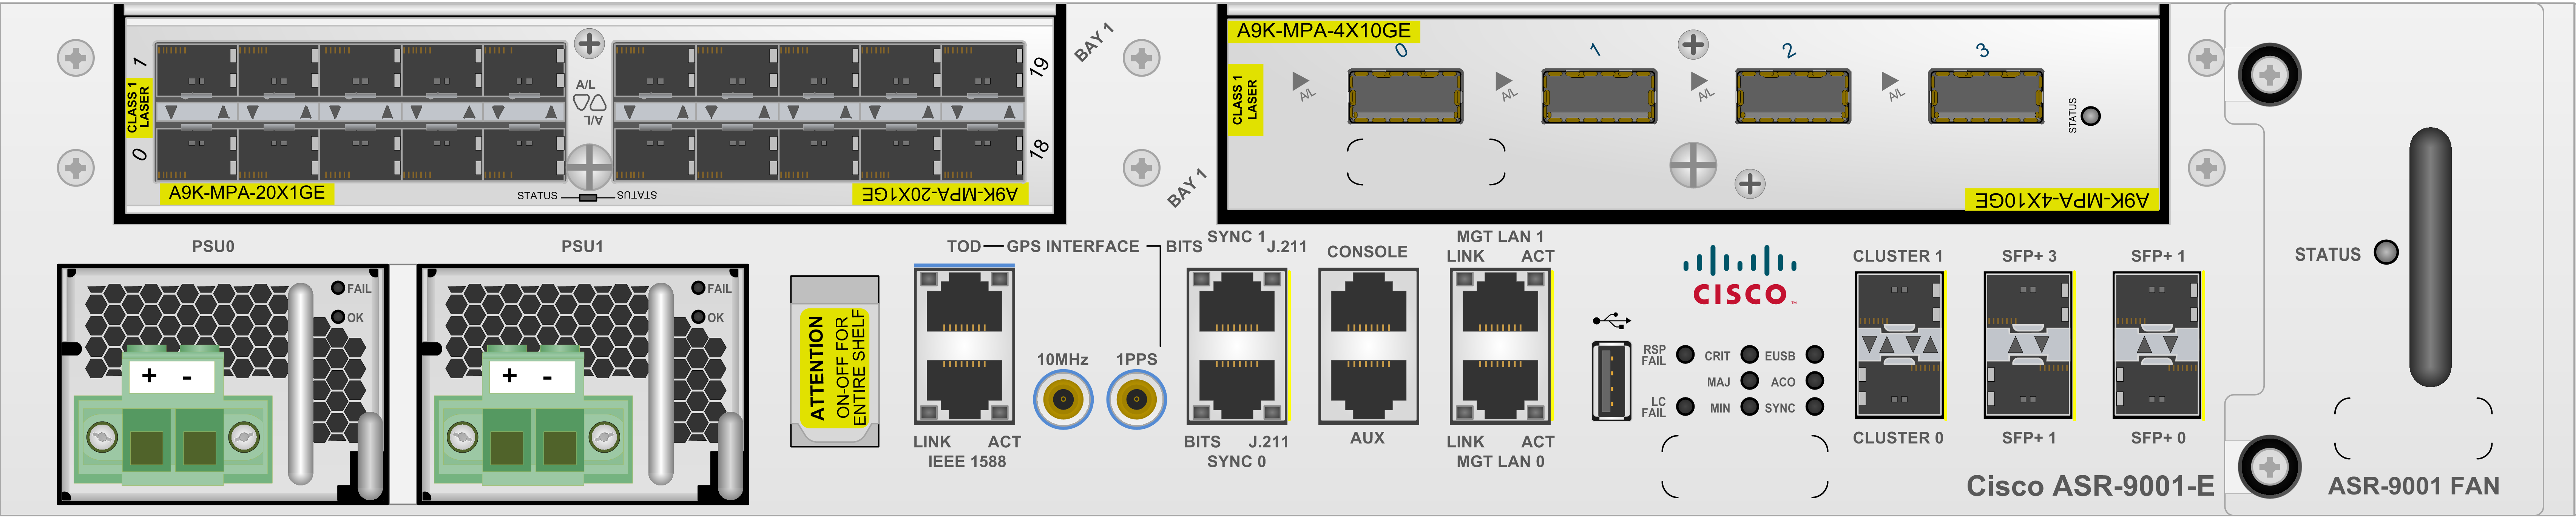 1
19
CLASS 1
LASER
A/L
A/L
0
18
A9K-MPA-20X1GE
STATUS
STATUS
A9K-MPA-20X1GE
BAY 1
BAY 1
A9K-MPA-4X10GE
0
1
2
3
CLASS 1
LASER
A/L
A/L
A/L
A/L
STATUS
A9K-MPA-4X10GE
PSU0
FAIL
OK
+ -
PSU1
FAIL
OK
+ -
ATTENTION
ON-OFF FOR
ENTIRE SHELF
TOD
GPS INTERFACE
BITS
SYNC 1
J.211
LINK ACT
IEEE 1588
10MHz
1PPS
BITS J.211
SYNC 0
CONSOLE
AUX
MGT LAN 1
LINK ACT
LINK ACT
MGT LAN 0
CISCO
RSP
FAIL
CRIT
EUSB
MAJ
ACO
LC
FAIL
MIN
SYNC
CLUSTER 1
SFP+ 3
SFP+ 1
CLUSTER 0
SFP+ 1
SFP+ 0
Cisco ASR-9001-E
STATUS
ASR-9001 FAN